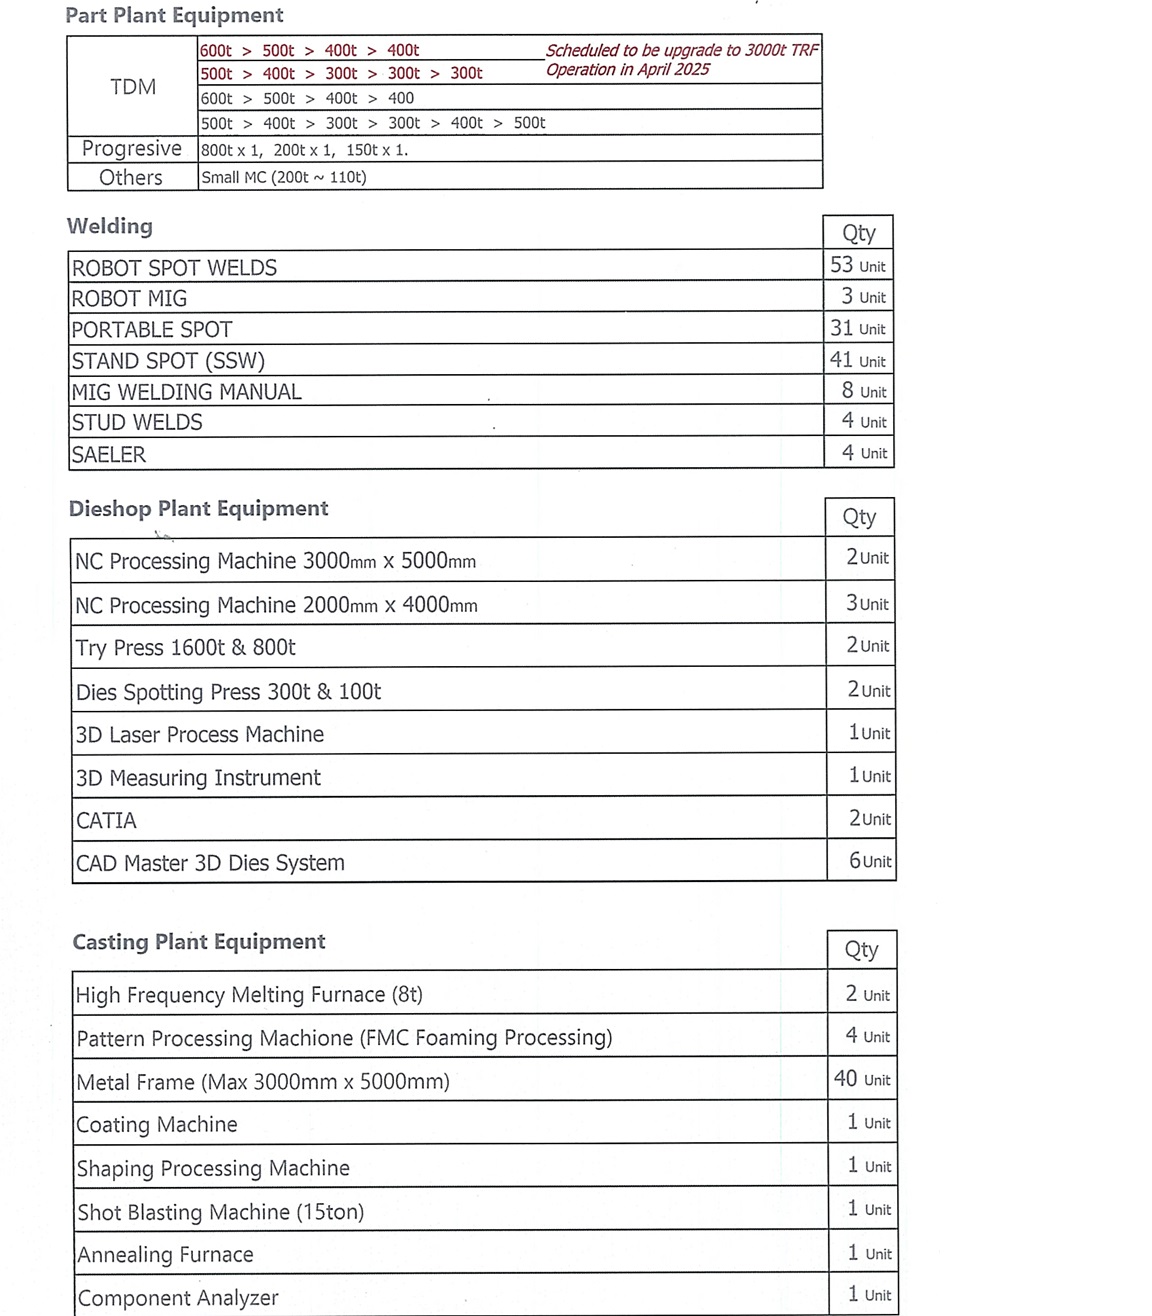 Part Plant Equipment
TDM
600t > 500t > 400t > 400t
500t > 400t > 300t > 300t > 300t
Scheduled to be upgrade to 3000t TRF
Operation in April 2025
600t > 500t > 400t > 400
500t > 400t > 300t > 300t > 400t > 500t
Progresive 800t x 1, 200t x 1, 150t x 1.
Others Small MC (200t ~ 110t)
Welding Qty
ROBOT SPOT WELDS 53 Unit
ROBOT MIG 3 Unit
PORTABLE SPOT 31 Unit
STAND SPOT (SSW) 41 Unit
MIG WELDING MANUAL 8 Unit
STUD WELDS 4 Unit
SAELER 4 Unit
Dieshop Plant Equipment Qty
NC Processing Machine 3000mm x 5000mm 2Unit
NC Processing Machine 2000mm x 4000mm 3Unit
Try Press 1600t & 800t 2Unit
Dies Spotting Press 300t & 100t 2Unit
3D Laser Process Machine 1Unit
3D Measuring Instrument 1Unit
CATIA 2Unit
CAD Master 3D Dies System 6Unit
Casting Plant Equipment Qty
High Frequency Melting Furnace (8t) 2 Unit
Pattern Processing Machione (FMC Foaming Processing) 4 Unit
Metal Frame (Max 3000mm x 5000mm) 40 Unit
Coating Machine 1 Unit
Shaping Processing Machine 1 Unit
Shot Blasting Machine (15ton) 1 Unit
Annealing Furnace 1 Unit
Component Analyzer 1 Unit